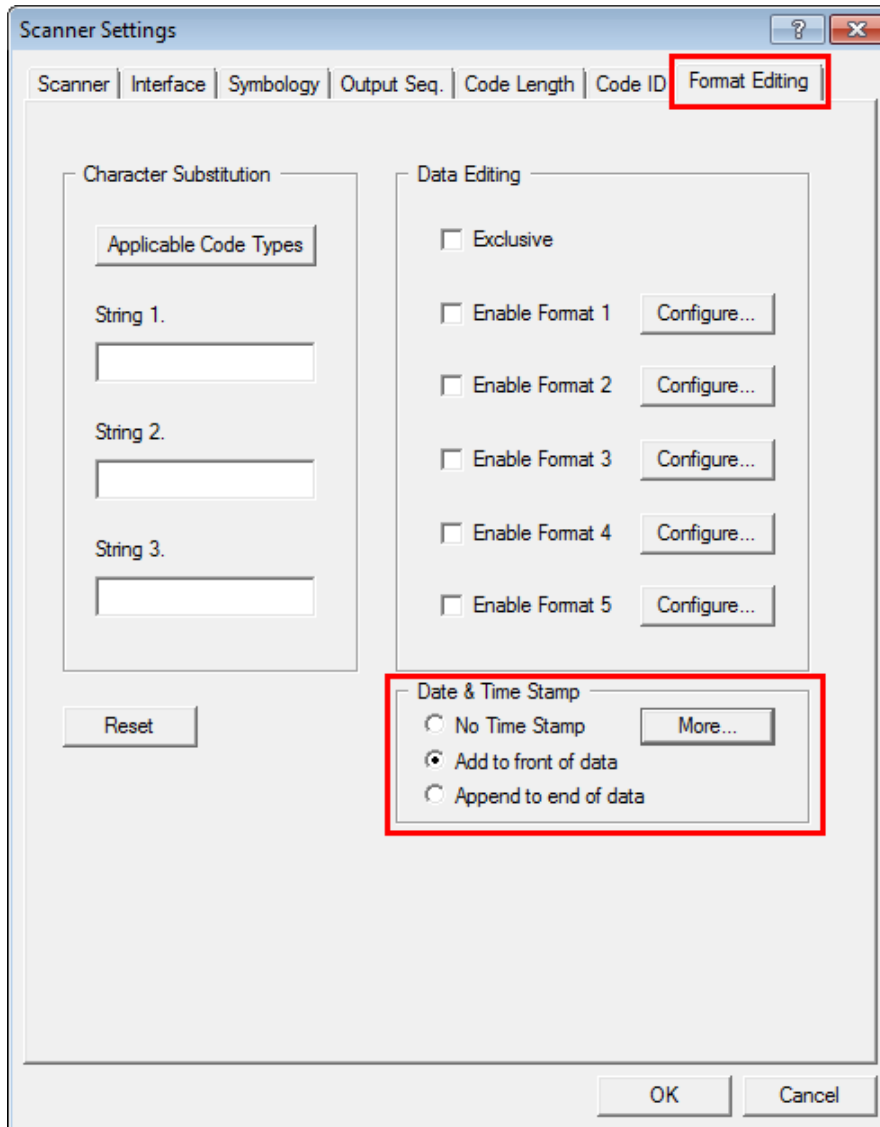 Scanner Settings
Scanner Interface Symbology Output Seq. Code Length Code ID Format Editing
Character Substitution
Applicable Code Types
String 1.
String 2.
String 3.
Reset
Data Editing
Exclusive
Enable Format 1 Configure...
Enable Format 2 Configure...
Enable Format 3 Configure...
Enable Format 4 Configure...
Enable Format 5 Configure...
Date & Time Stamp
No Time Stamp More...
Add to front of data
Append to end of data
OK Cancel